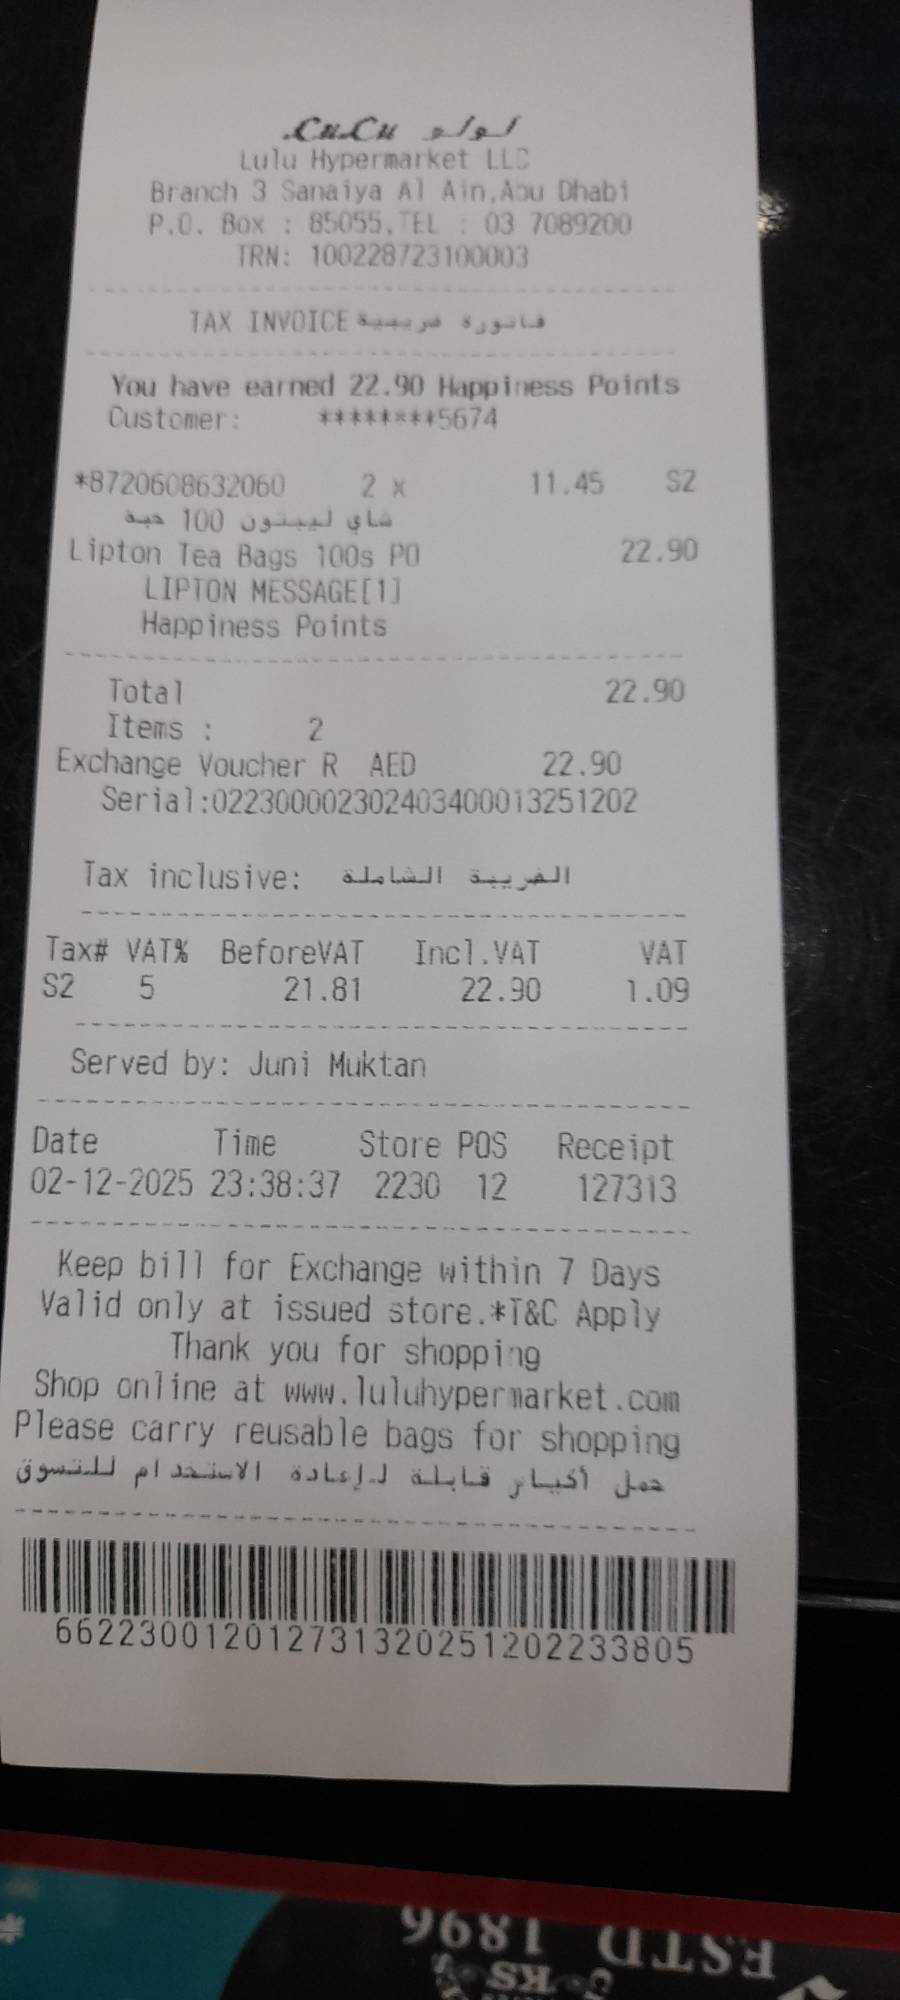 LuLu لولو
Lulu Hypermarket LLC
Branch 3 Sanaiya Al Ain,Abu Dhabi
P.O. Box : 85055,TEL : 03 7089200
TRN: 100228723100003
TAX INVOICE فاتورة ضريبية
You have earned 22.90 Happiness Points
Customer: ********5674
*8720608632060 2 x 11.45 S2
شاي ليبتون 100 حبة
Lipton Tea Bags 100s PO 22.90
LIPTON MESSAGE[1]
Happiness Points
Total 22.90
Items : 2
Exchange Voucher R AED 22.90
Serial:022300002302403400013251202
Tax inclusive: الضريبة الشاملة
Tax# VAT% BeforeVAT Incl.VAT VAT
S2 5 21.81 22.90 1.09
Served by: Juni Muktan
Date Time Store POS Receipt
02-12-2025 23:38:37 2230 12 127313
Keep bill for Exchange within 7 Days
Valid only at issued store.*T&C Apply
Thank you for shopping
Shop online at www.luluhypermarket.com
Please carry reusable bags for shopping
حمل أكياس قابلة لإعادة الاستخدام للتسوق
662230012012731320251202233805
ESTD 1896